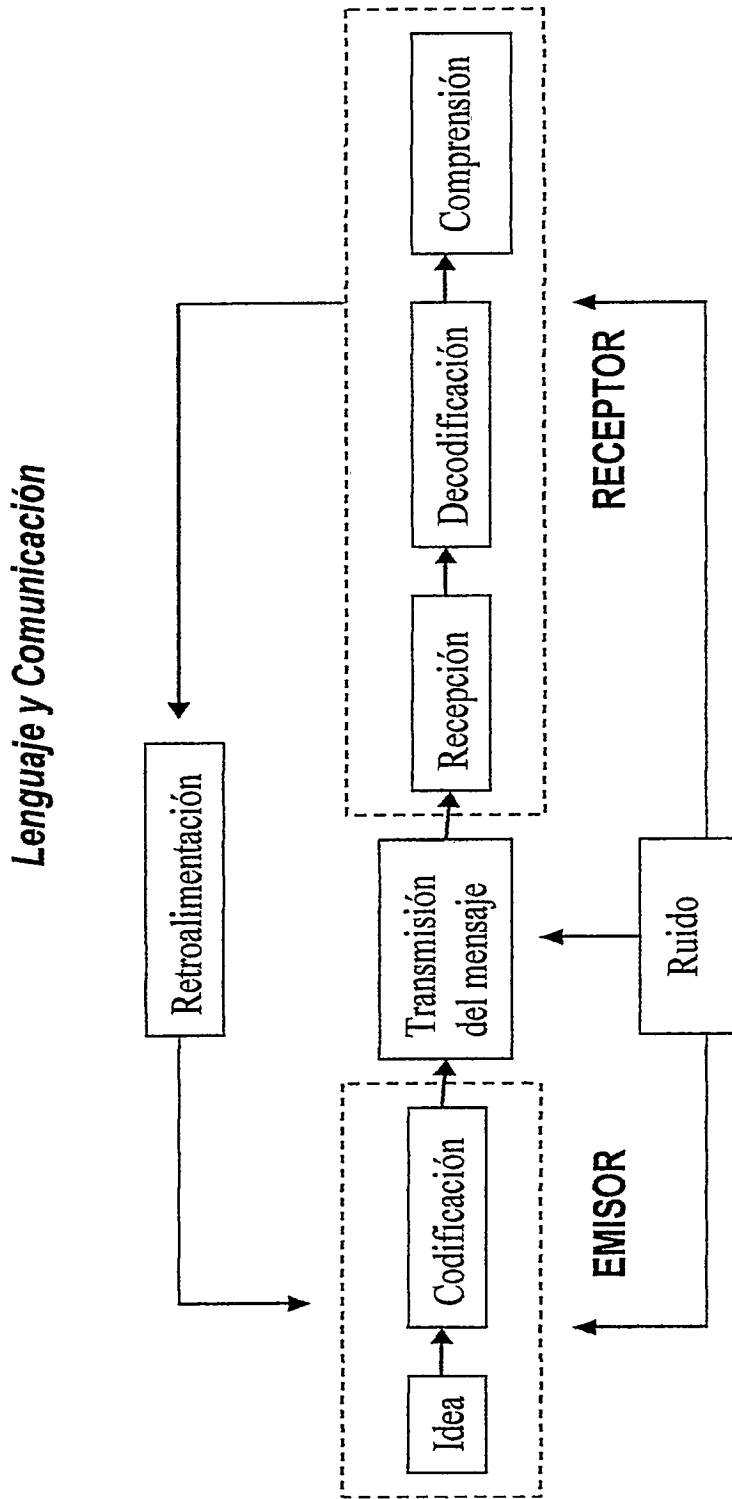 Lenguaje y Comunicación
Retroalimentación
Idea
Codificación
Transmisión
del mensaje
Recepción
Decodificación
Comprensión
EMISOR
RECEPTOR
Ruido